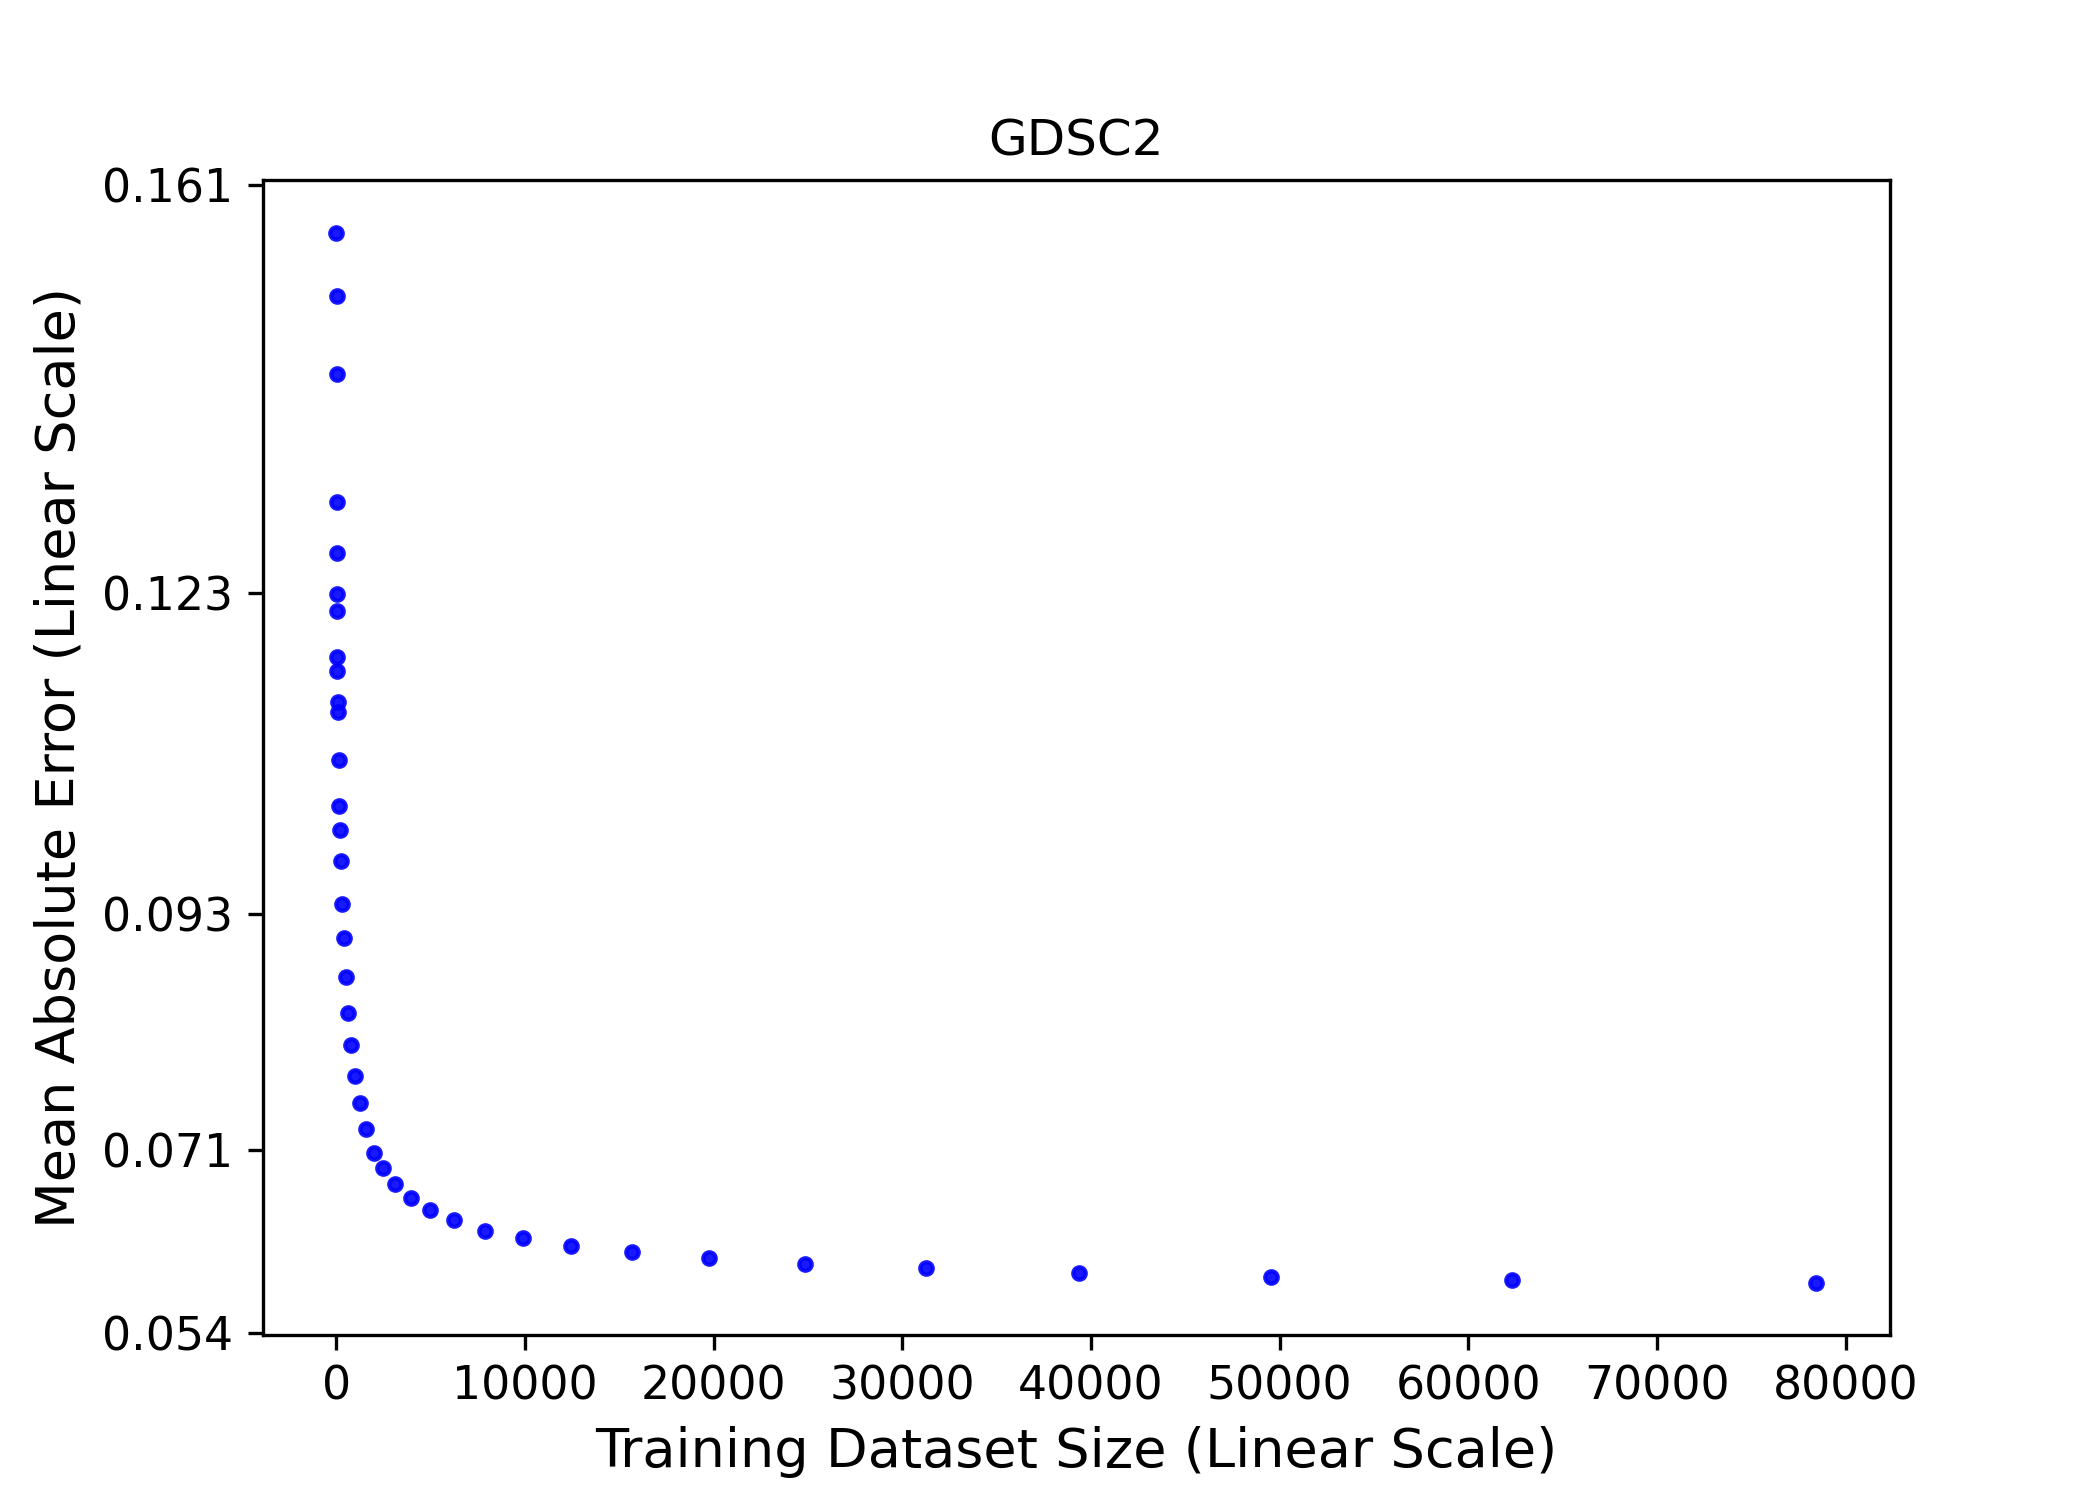 GDSC2
Mean Absolute Error (Linear Scale)
0.161
0.123
0.093
0.071
0.054
0 10000 20000 30000 40000 50000 60000 70000 80000
Training Dataset Size (Linear Scale)